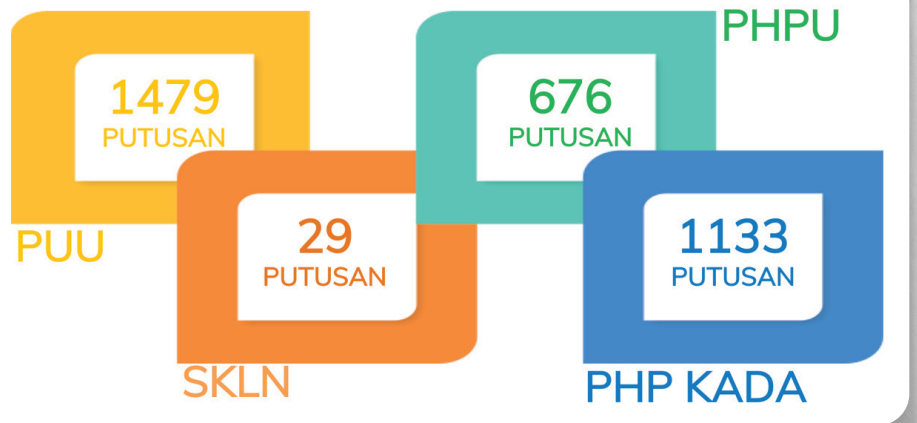 1479
PUTUSAN
PUU
29
PUTUSAN
SKLN
PHPU
676
PUTUSAN
1133
PUTUSAN
PHP KADA